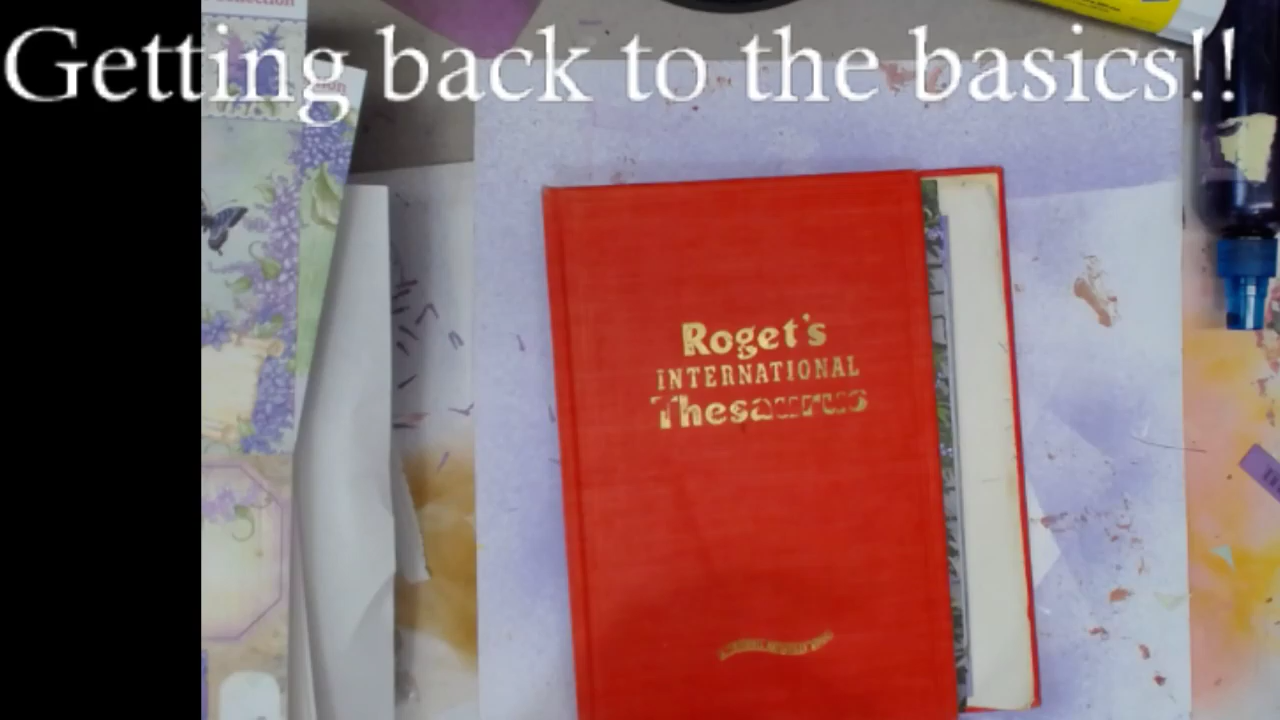 Getting back to the basics!!
Roget's
INTERNATIONAL
Thesaurus